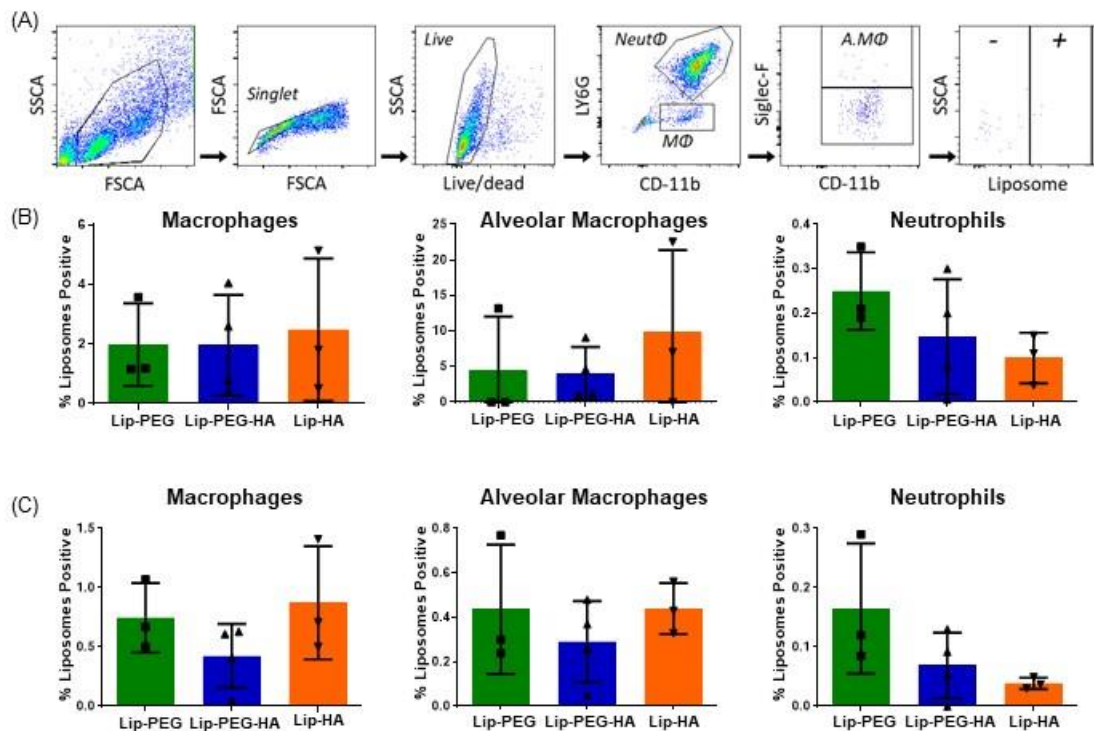 (A)
SSCA
FSCA
FSCA
Singlet
FSCA
SSCA
Live
Live/dead
LY6G
NeutΦ
MΦ
CD-11b
Siglec-F
A.MΦ
CD-11b
SSCA
- +
Liposome
(B)
Macrophages
% Liposomes Positive
6
4
2
0
Lip-PEG Lip-PEG-HA Lip-HA
Alveolar Macrophages
% Liposomes Positive
25
20
15
10
5
0
Lip-PEG Lip-PEG-HA Lip-HA
Neutrophils
% Liposomes Positive
0.4
0.3
0.2
0.1
0.0
Lip-PEG Lip-PEG-HA Lip-HA
(C)
Macrophages
% Liposomes Positive
1.5
1.0
0.5
0.0
Lip-PEG Lip-PEG-HA Lip-HA
Alveolar Macrophages
% Liposomes Positive
0.8
0.6
0.4
0.2
0.0
Lip-PEG Lip-PEG-HA Lip-HA
Neutrophils
% Liposomes Positive
0.3
0.2
0.1
0.0
Lip-PEG Lip-PEG-HA Lip-HA